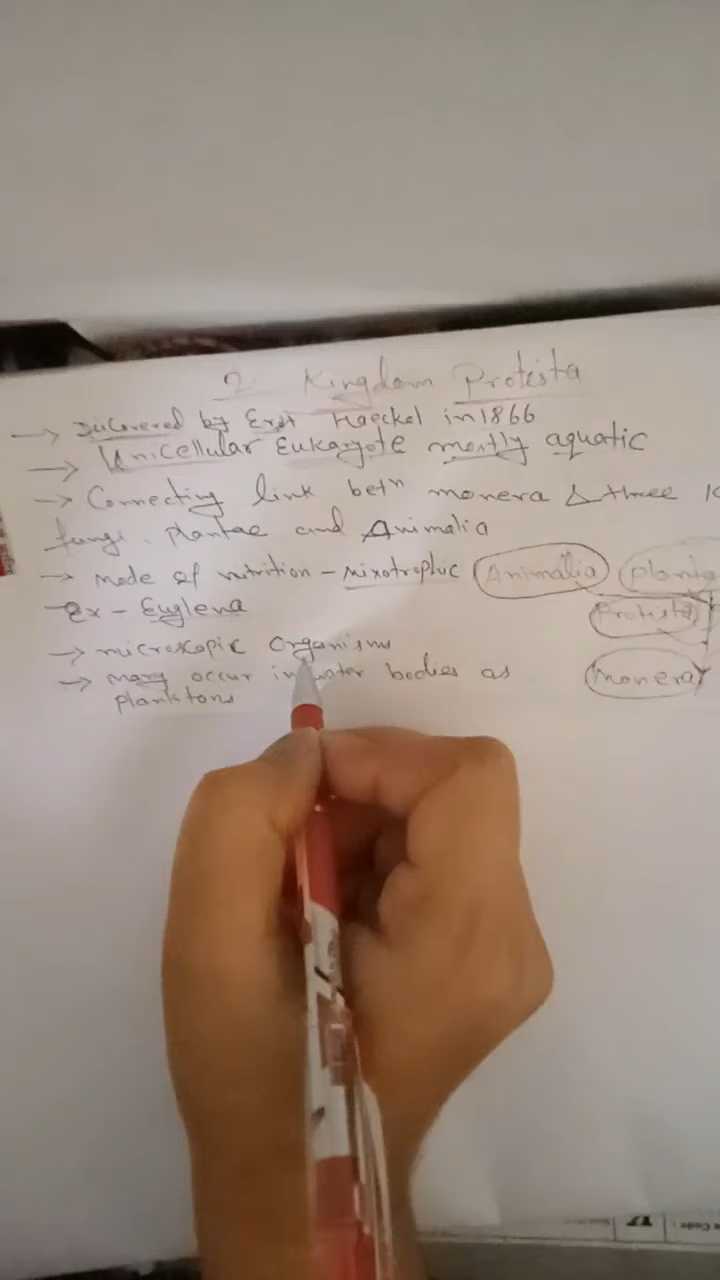 2. Kingdom Protista
→ Discovered by Erst Haeckel in 1866
→ Unicellular Eukaryote mostly aquatic
→ Connecting link betⁿ monera & three
fungi, plantae and Animalia
→ Mode of nutrition - mixotrophic Animalia
Ex - Euglena Protista
→ microscopic organisms
→ many occur in water bodies as Monera
planktons